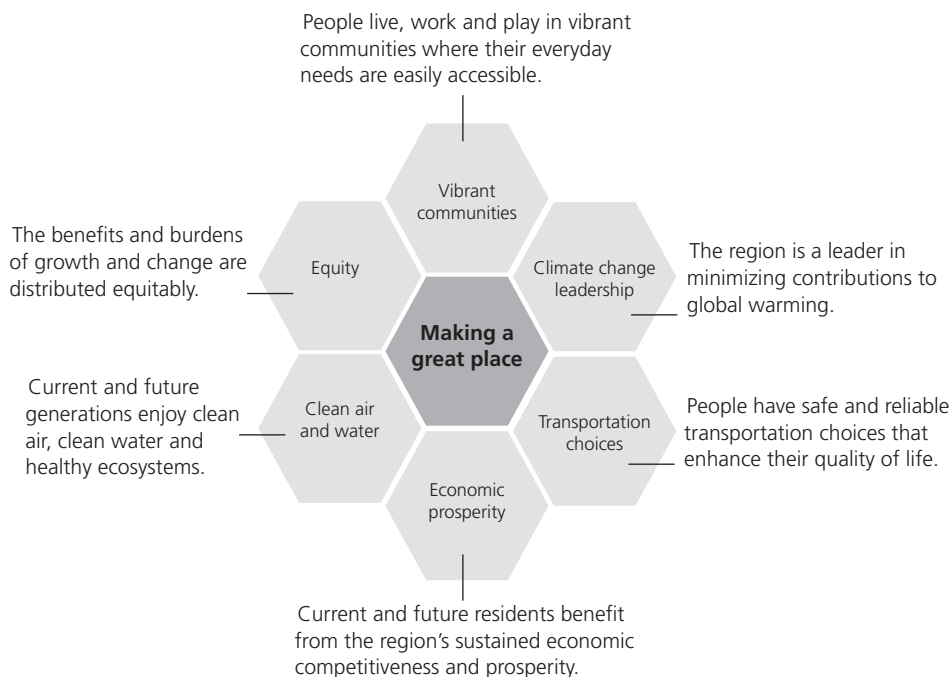 People live, work and play in vibrant
communities where their everyday
needs are easily accessible.
Vibrant
communities
The benefits and burdens
of growth and change are
distributed equitably.
Equity
Climate change
leadership
The region is a leader in
minimizing contributions to
global warming.
Making a
great place
Current and future
generations enjoy clean
air, clean water and
healthy ecosystems.
Clean air
and water
Transportation
choices
People have safe and reliable
transportation choices that
enhance their quality of life.
Economic
prosperity
Current and future residents benefit
from the region's sustained economic
competitiveness and prosperity.